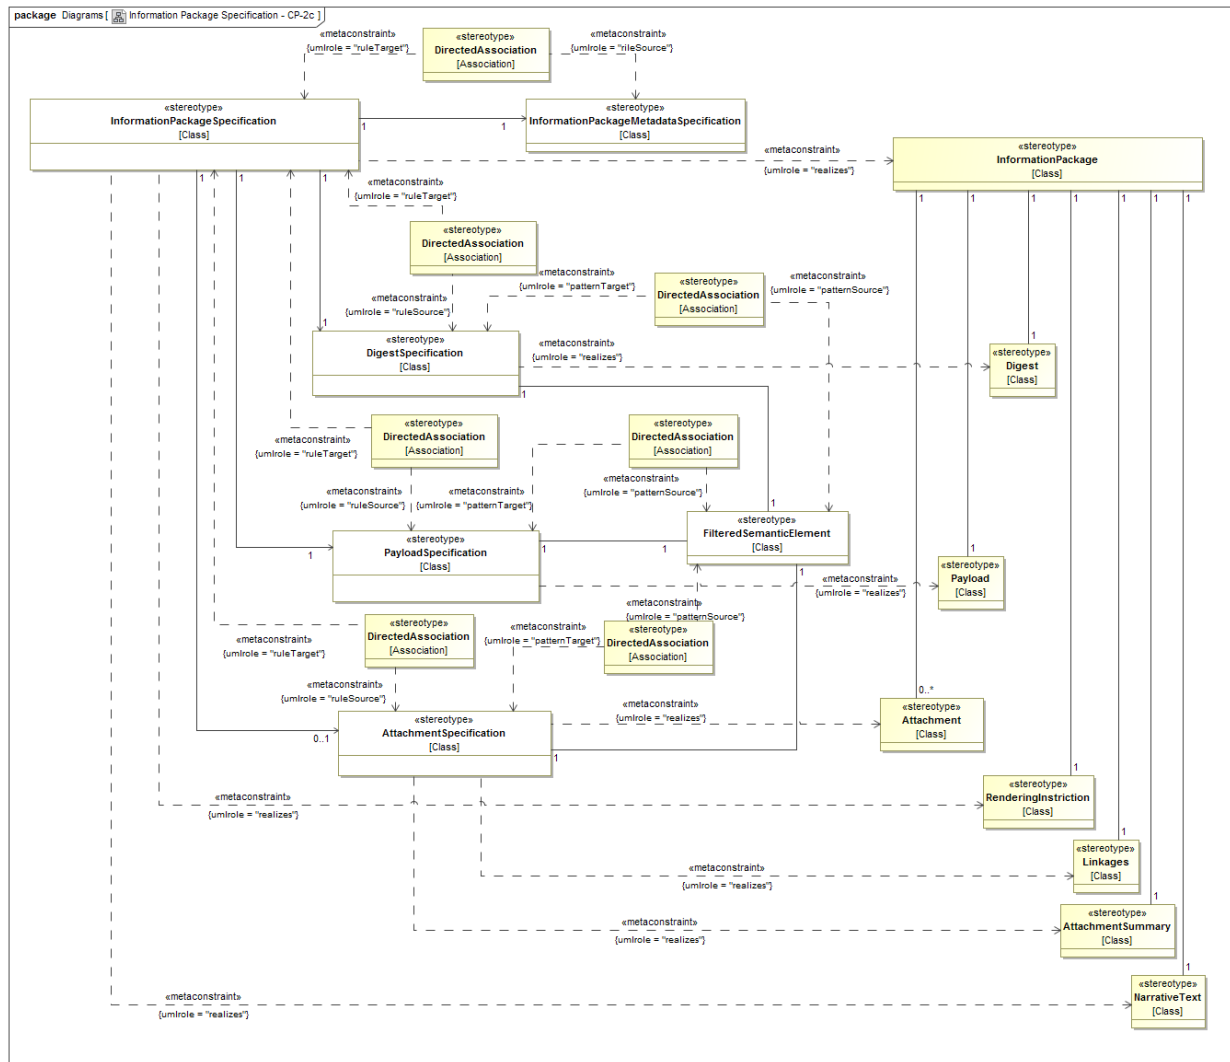 package Diagrams [ Information Package Specification - CP-2c ]
«metaconstraint»
{umlrole = "ruleTarget"}
«stereotype»
DirectedAssociation
[Association]
«metaconstraint»
{umlrole = "rileSource"}
«stereotype»
InformationPackageSpecification
[Class]
1
1
«stereotype»
InformationPackageMetadataSpecification
[Class]
«metaconstraint»
{umlrole = "realizes"}
«stereotype»
InformationPackage
[Class]
1
1
1
«metaconstraint»
{umlrole = "ruleTarget"}
1
1
1
1
1
1
1
«stereotype»
DirectedAssociation
[Association]
«metaconstraint»
{umlrole = "ruleSource"}
«metaconstraint»
{umlrole = "patternTarget"}
«stereotype»
DirectedAssociation
[Association]
«metaconstraint»
{umlrole = "patternSource"}
1
«stereotype»
DigestSpecification
[Class]
1
«metaconstraint»
{umlrole = "realizes"}
1
«stereotype»
Digest
[Class]
«metaconstraint»
{umlrole = "ruleTarget"}
«stereotype»
DirectedAssociation
[Association]
«metaconstraint»
{umlrole = "ruleSource"}
«metaconstraint»
{umlrole = "patternTarget"}
«stereotype»
DirectedAssociation
[Association]
«metaconstraint»
{umlrole = "patternSource"}
1
«stereotype»
FilteredSemanticElement
[Class]
1
1
«stereotype»
PayloadSpecification
[Class]
1
1
«metaconstraint»
{umlrole = "realizes"}
1
«stereotype»
Payload
[Class]
«metaconstraint»
{umlrole = "ruleTarget"}
«stereotype»
DirectedAssociation
[Association]
«metaconstraint»
{umlrole = "ruleSource"}
«metaconstraint»
{umlrole = "patternTarget"}
«metaconstraint»
{umlrole = "patternSource"}
«stereotype»
DirectedAssociation
[Association]
0..1
«stereotype»
AttachmentSpecification
[Class]
1
«metaconstraint»
{umlrole = "realizes"}
0..*
«stereotype»
Attachment
[Class]
«metaconstraint»
{umlrole = "realizes"}
1
«stereotype»
RenderingInstriction
[Class]
«metaconstraint»
{umlrole = "realizes"}
1
«stereotype»
Linkages
[Class]
«metaconstraint»
{umlrole = "realizes"}
1
«stereotype»
AttachmentSummary
[Class]
«metaconstraint»
{umlrole = "realizes"}
1
«stereotype»
NarrativeText
[Class]